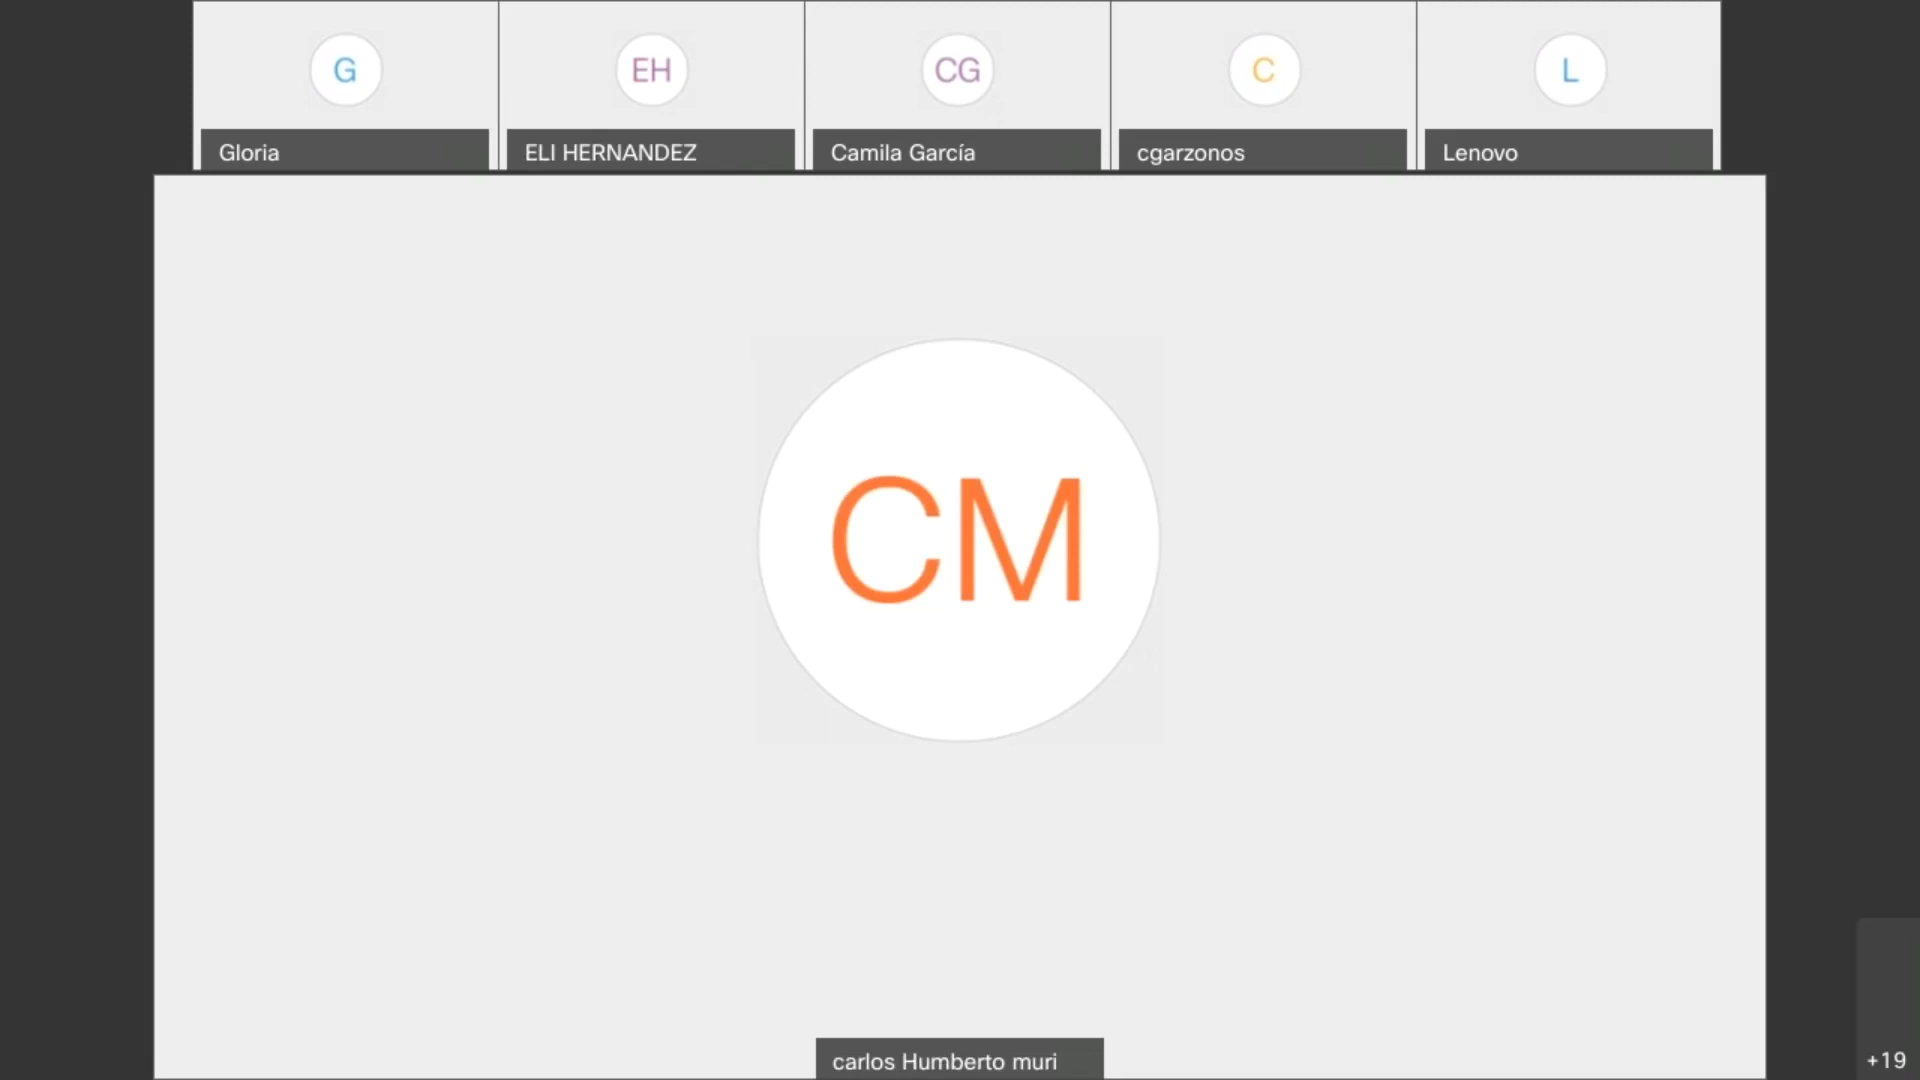 G
EH
CG
C
L
Gloria
ELI HERNANDEZ
Camila García
cgarzonos
Lenovo
CM
carlos Humberto muri
+19